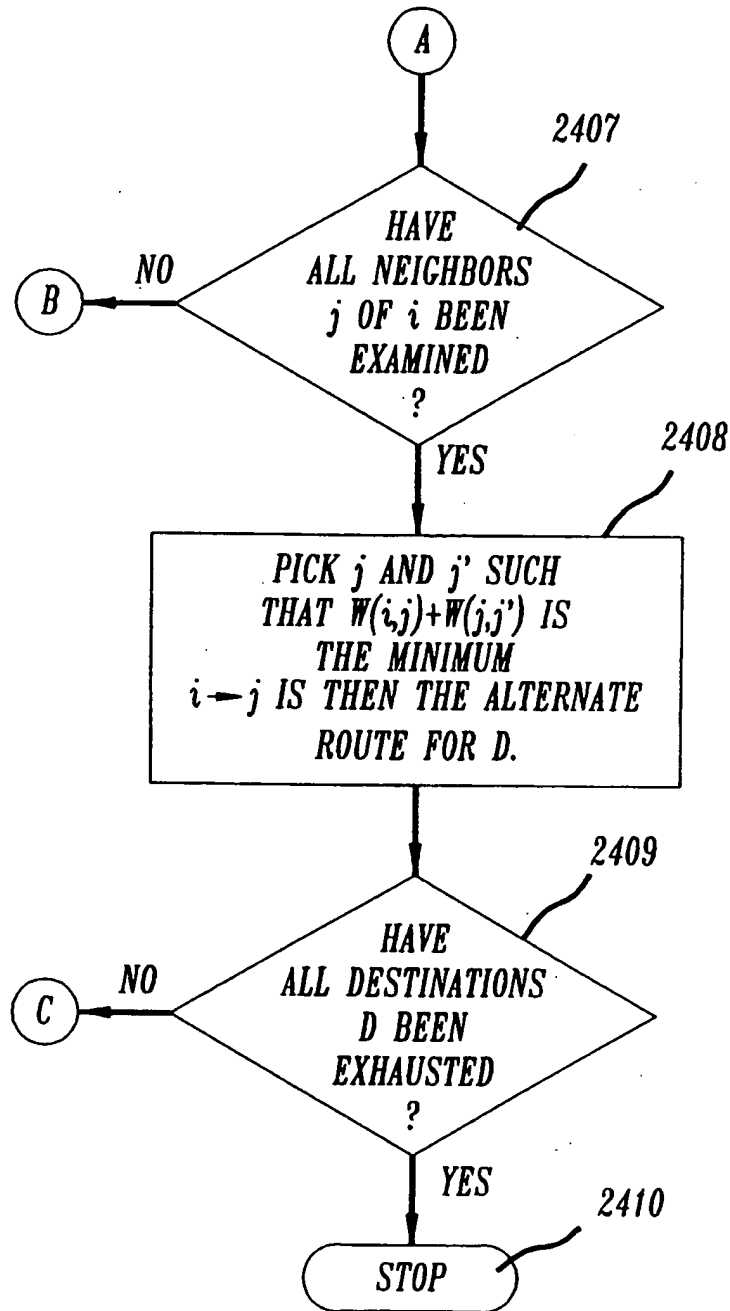 A
2407
HAVE
ALL NEIGHBORS
j OF i BEEN
EXAMINED
?
NO
B
YES
2408
PICK j AND j' SUCH
THAT W(i,j)+W(j,j') IS
THE MINIMUM
i → j IS THEN THE ALTERNATE
ROUTE FOR D.
2409
HAVE
ALL DESTINATIONS
D BEEN
EXHAUSTED
?
NO
C
YES
2410
STOP